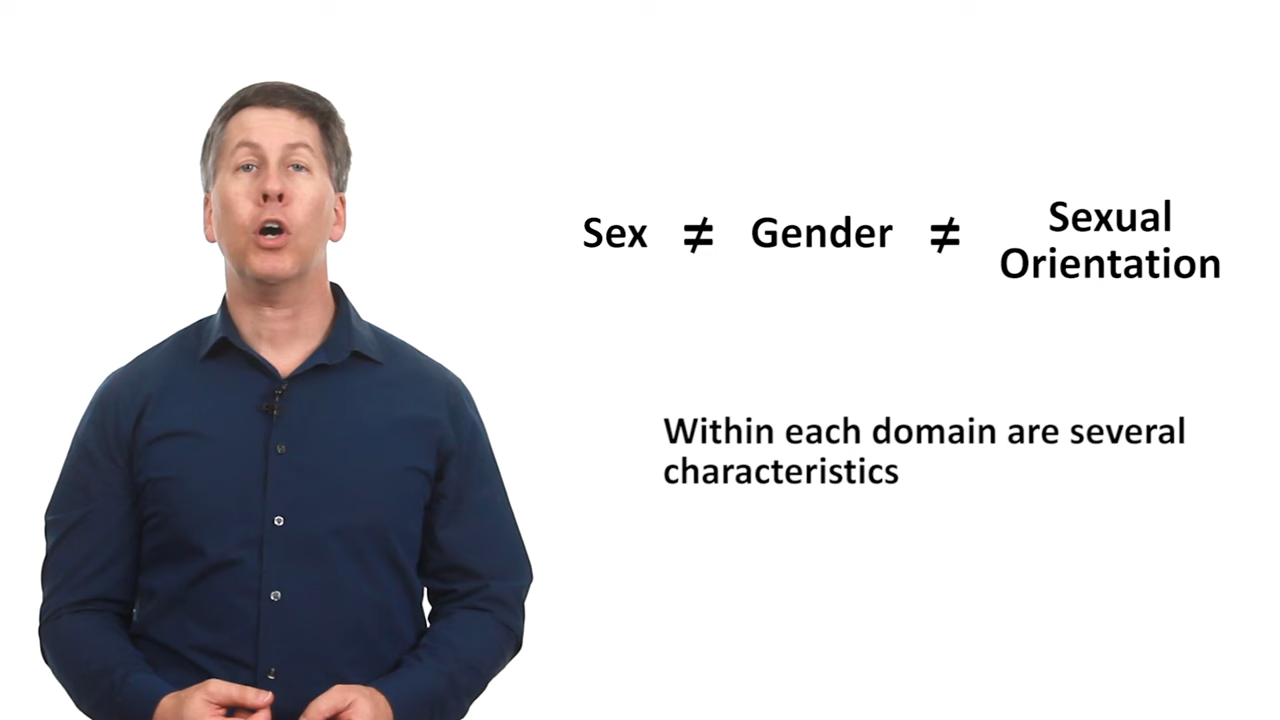 Sex ≠ Gender ≠ Sexual Orientation
Within each domain are several
characteristics